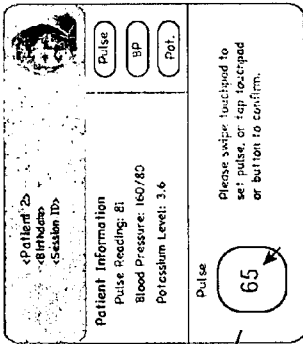 <Patient 2>
<Birthdate>
<Session ID>
Patient Information
Pulse Reading: 81
Blood Pressure: 160/80
Potassium Level: 3.6
Pulse
BP
Pot.
Pulse
65
Please swipe touchpad to
set pulse, or tap touchpad
or button to confirm.